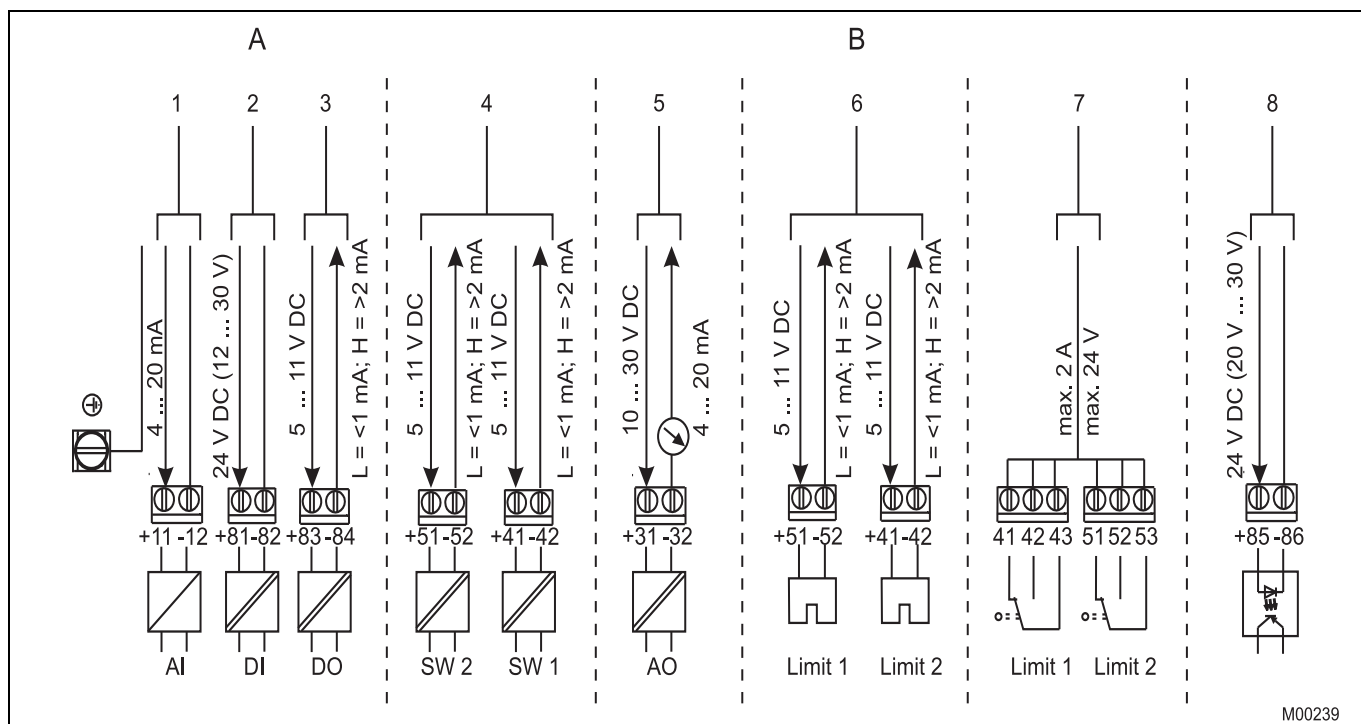 A B
1 2 3 4 5 6 7 8
4 ... 20 mA
24 V DC (12 ... 30 V)
5 ... 11 V DC
L = <1 mA; H = >2 mA
5 ... 11 V DC
L = <1 mA; H = >2 mA
5 ... 11 V DC
L = <1 mA; H = >2 mA
10 ... 30 V DC
4 ... 20 mA
5 ... 11 V DC
L = <1 mA; H = >2 mA
5 ... 11 V DC
L = <1 mA; H = >2 mA
max. 2 A
max. 24 V
24 V DC (20 V ... 30 V)
+11 -12 +81-82 +83 -84 +51-52 +41-42 +31-32 +51-52 +41-42 41 42 43 51 52 53 +85 -86
AI DI DO SW 2 SW 1 AO Limit 1 Limit 2 Limit 1 Limit 2
M00239